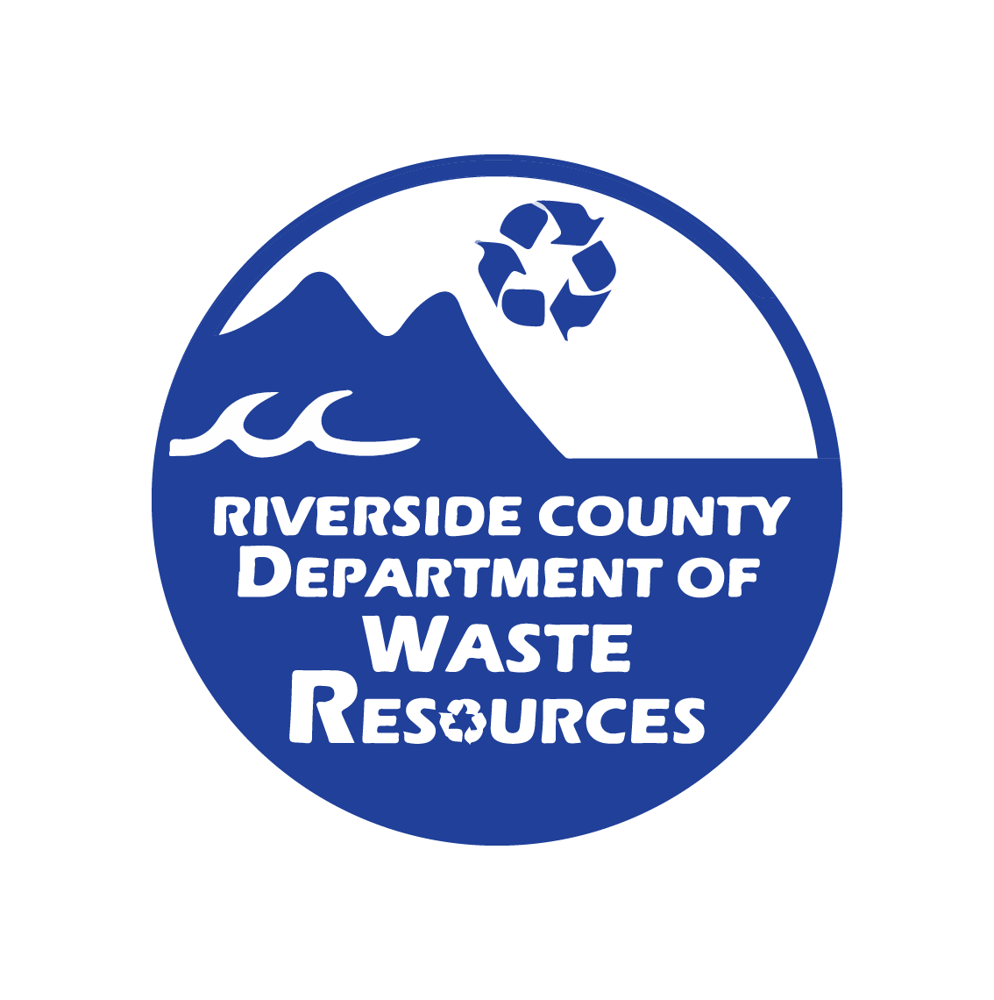 RIVERSIDE COUNTY
DEPARTMENT OF
WASTE
RESOURCES